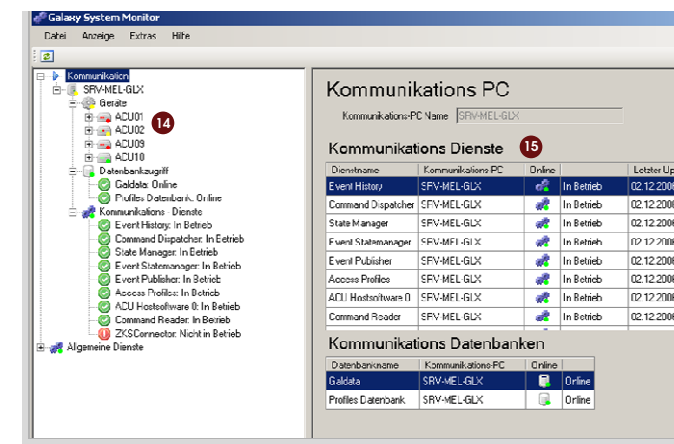 Galaxy System Monitor
Datei Anzeige Extras Hilfe
Kommunikation
SRV-MEL-GLX
Geräte
ACU01
ACU02
ACU09
ACU10
14
Datenbankzugriff
Galdata: Online
Profiles Datenbank: Online
Kommunikations - Dienste
Event History: In Betrieb
Command Dispatcher: In Betrieb
State Manager: In Betrieb
Event Statemanager: In Betrieb
Event Publisher: In Betrieb
Access Profiles: In Betrieb
ACU Hostsoftware 0: In Betrieb
Command Reader: In Betrieb
ZKSConnector: Nicht in Betrieb
Allgemeine Dienste
Kommunikations PC
Kommunikations-PC Name SRV-MEL-GLX
Kommunikations Dienste 15
Dienstname Kommunikations-PC Online Letzter Up
Event History SRV-MEL-GLX In Betrieb 02.12.2008
Command Dispatcher SRV-MEL-GLX In Betrieb 02.12.2008
State Manager SRV-MEL-GLX In Betrieb 02.12.2008
Event Statemanager SRV-MEL-GLX In Betrieb 02.12.2008
Event Publisher SRV-MEL-GLX In Betrieb 02.12.2008
Access Profiles SRV-MEL-GLX In Betrieb 02.12.2008
ACU Hostsoftware 0 SRV-MEL-GLX In Betrieb 02.12.2008
Command Reader SRV-MEL-GLX In Betrieb 02.12.2008
Kommunikations Datenbanken
Datenbankname Kommunikations-PC Online
Galdata SRV-MEL-GLX Online
Profiles Datenbank SRV-MEL-GLX Online